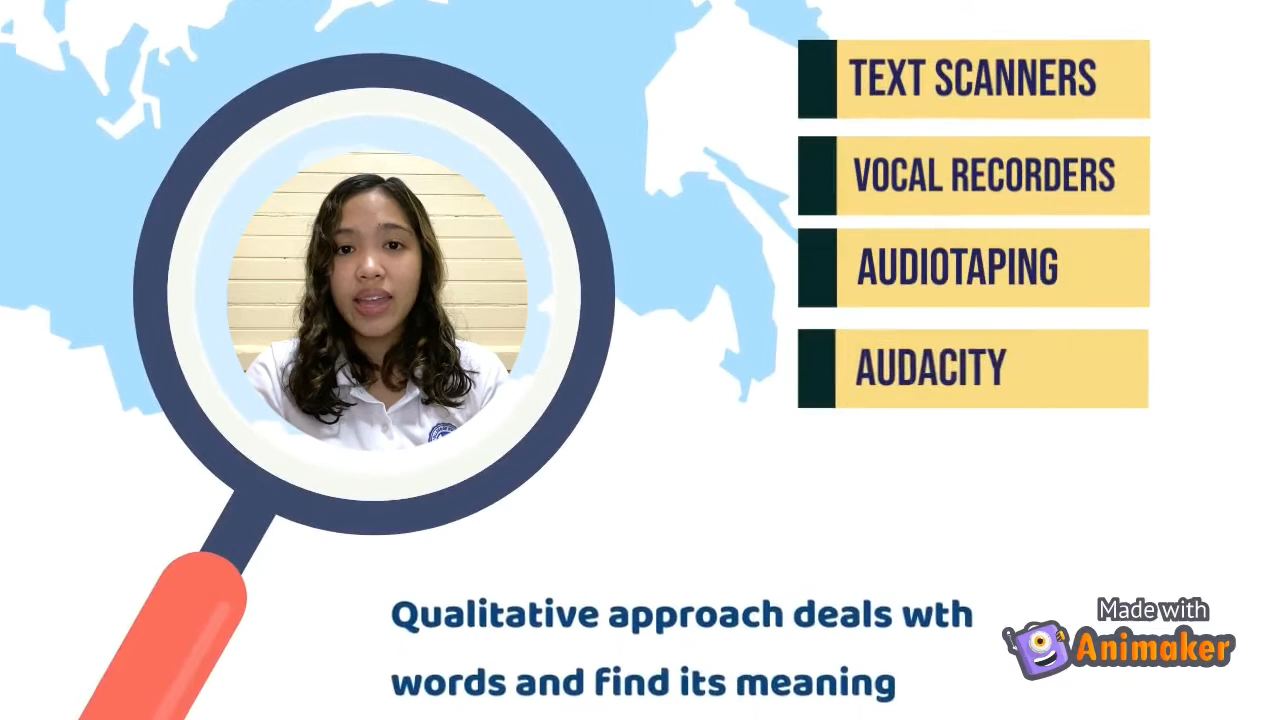 TEXT SCANNERS
VOCAL RECORDERS
AUDIOTAPING
AUDACITY
Qualitative approach deals wth
words and find its meaning
Made with
Animaker